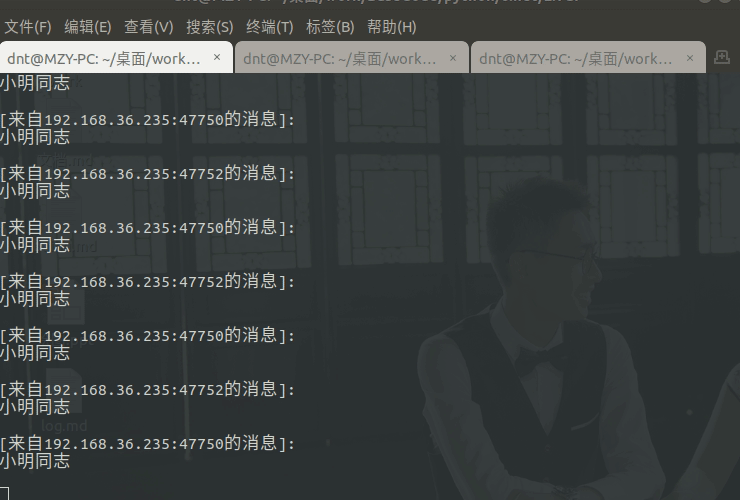 文件(F) 编辑(E) 查看(V) 搜索(S) 终端(T) 标签(B) 帮助(H)
dnt@MZY-PC: ~/桌面/work... × dnt@MZY-PC: ~/桌面/work... × dnt@MZY-PC: ~/桌面/work... ×
小明同志
[来自192.168.36.235:47750的消息]:
小明同志
[来自192.168.36.235:47752的消息]:
小明同志
[来自192.168.36.235:47750的消息]:
小明同志
[来自192.168.36.235:47752的消息]:
小明同志
[来自192.168.36.235:47750的消息]:
小明同志
[来自192.168.36.235:47752的消息]:
小明同志
log.md
[来自192.168.36.235:47750的消息]:
小明同志